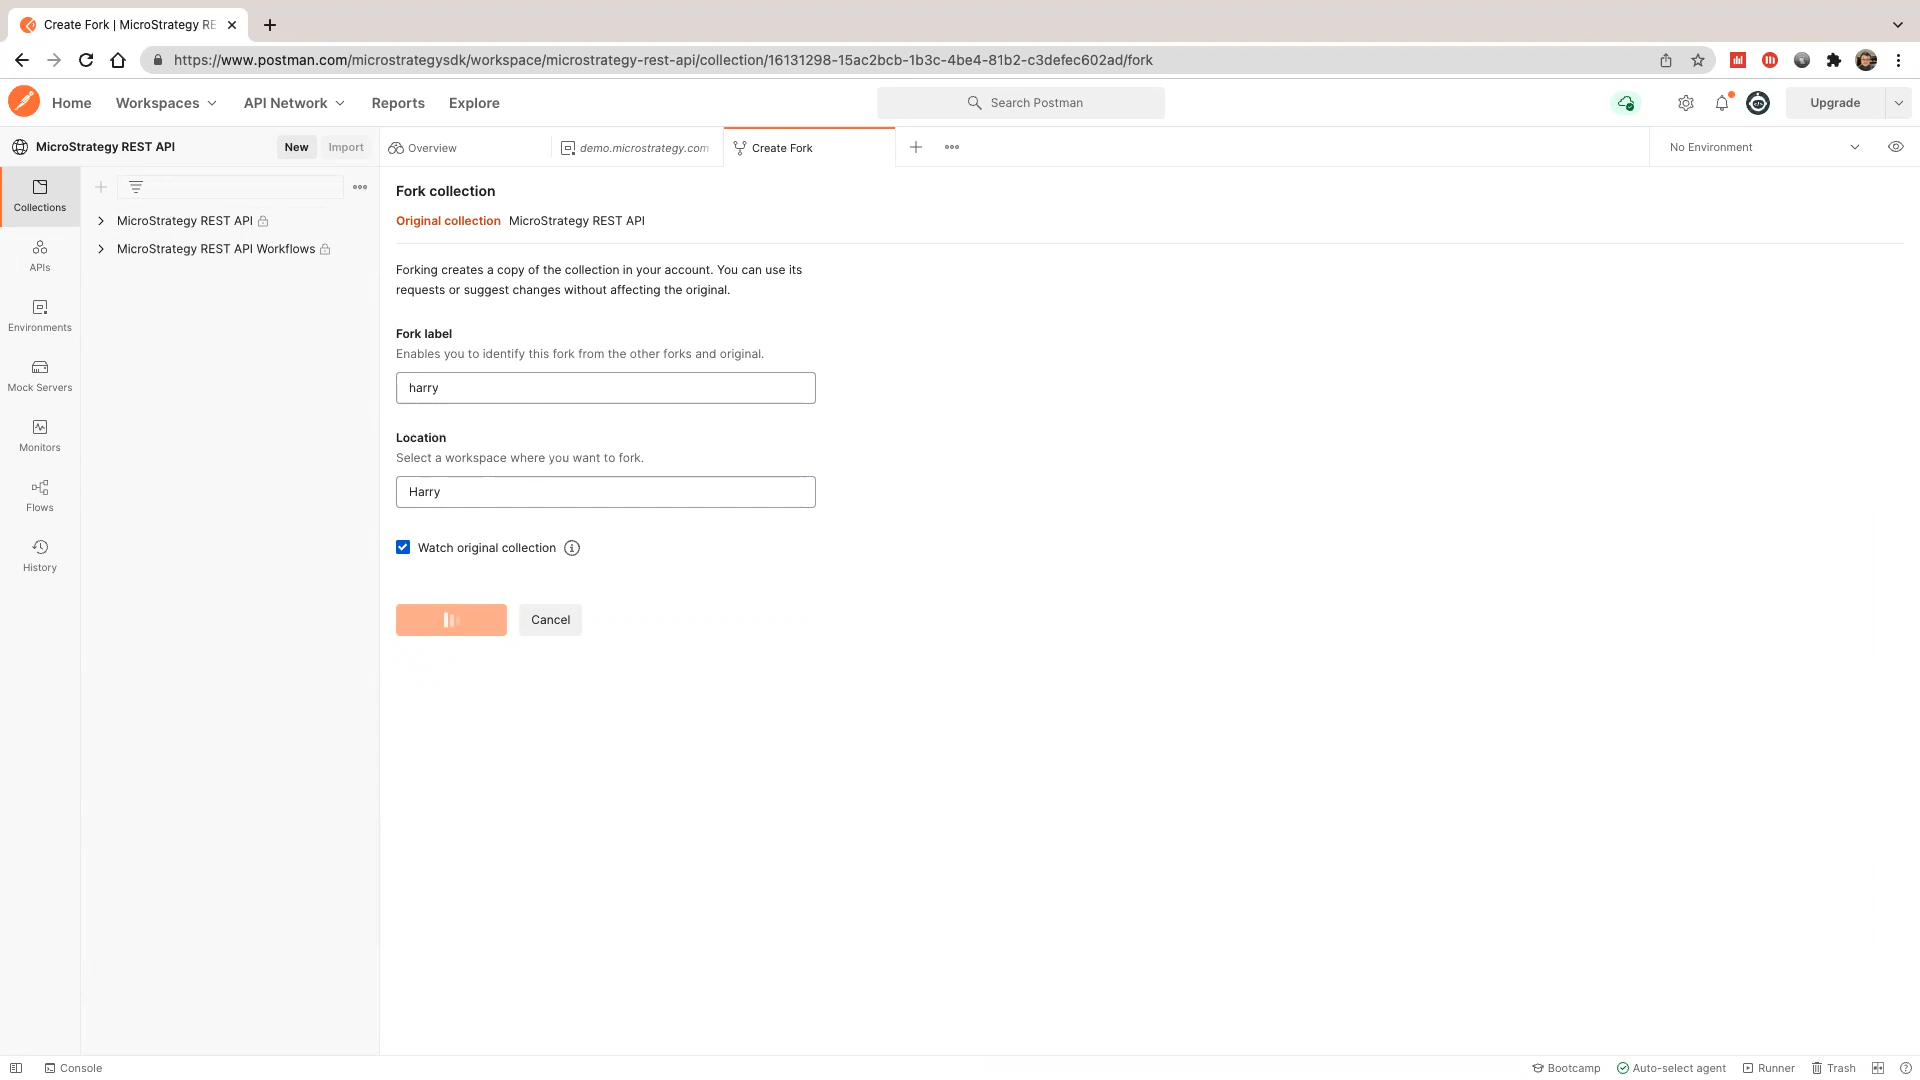 Create Fork | MicroStrategy RE
https://www.postman.com/microstrategysdk/workspace/microstrategy-rest-api/collection/16131298-15ac2bcb-1b3c-4be4-81b2-c3defec602ad/fork
Home Workspaces API Network Reports Explore Search Postman Upgrade
MicroStrategy REST API New Import Overview demo.microstrategy.com Create Fork No Environment
Collections
APIs
Environments
Mock Servers
Monitors
Flows
History
MicroStrategy REST API
MicroStrategy REST API Workflows
Fork collection
Original collection MicroStrategy REST API
Forking creates a copy of the collection in your account. You can use its
requests or suggest changes without affecting the original.
Fork label
Enables you to identify this fork from the other forks and original.
harry
Location
Select a workspace where you want to fork.
Harry
Watch original collection
Cancel
Console Bootcamp Auto-select agent Runner Trash